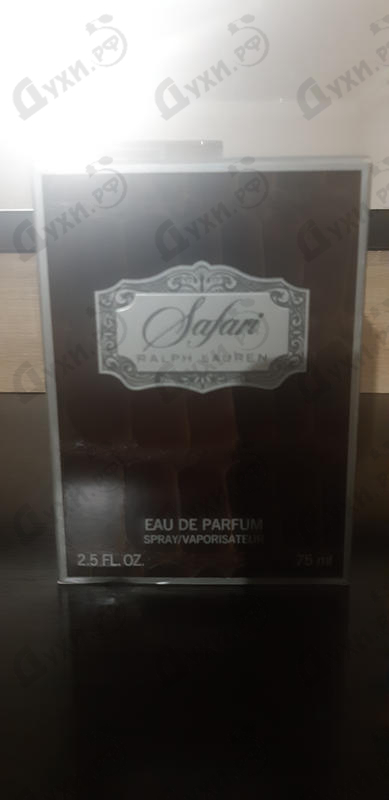 Safari
RALPH LAUREN
EAU DE PARFUM
SPRAY/VAPORISATEUR
2.5 FL. OZ. 75 ml
Духи.рф